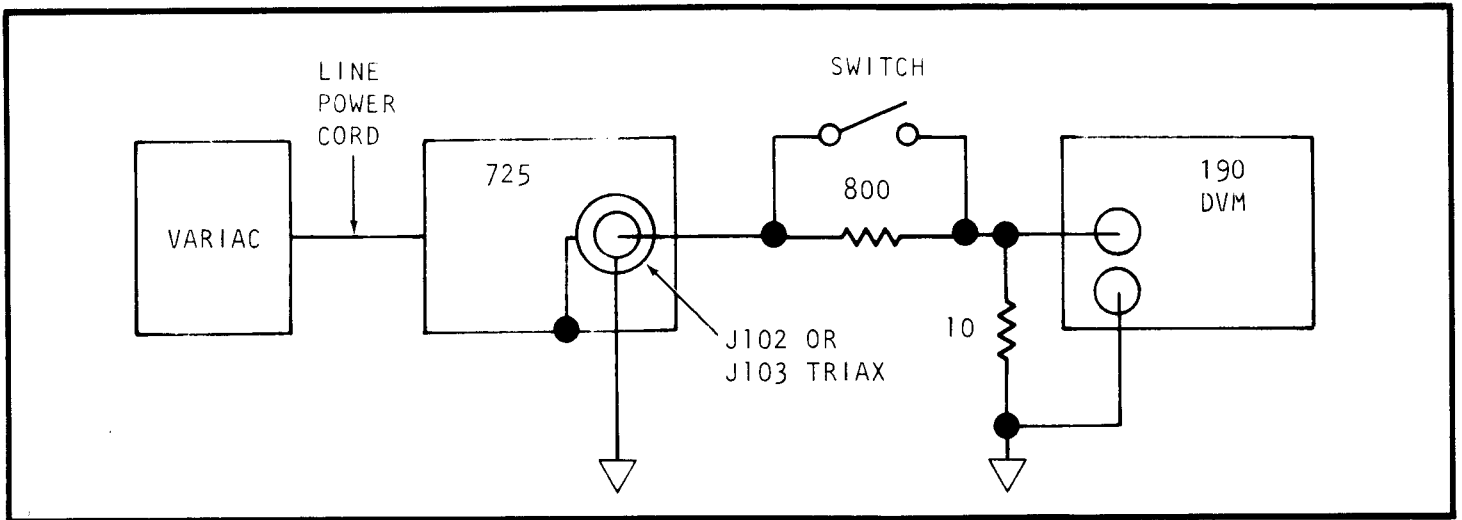 LINE
POWER
CORD
SWITCH
725
190
DVM
800
VARIAC
10
J102 OR
J103 TRIAX